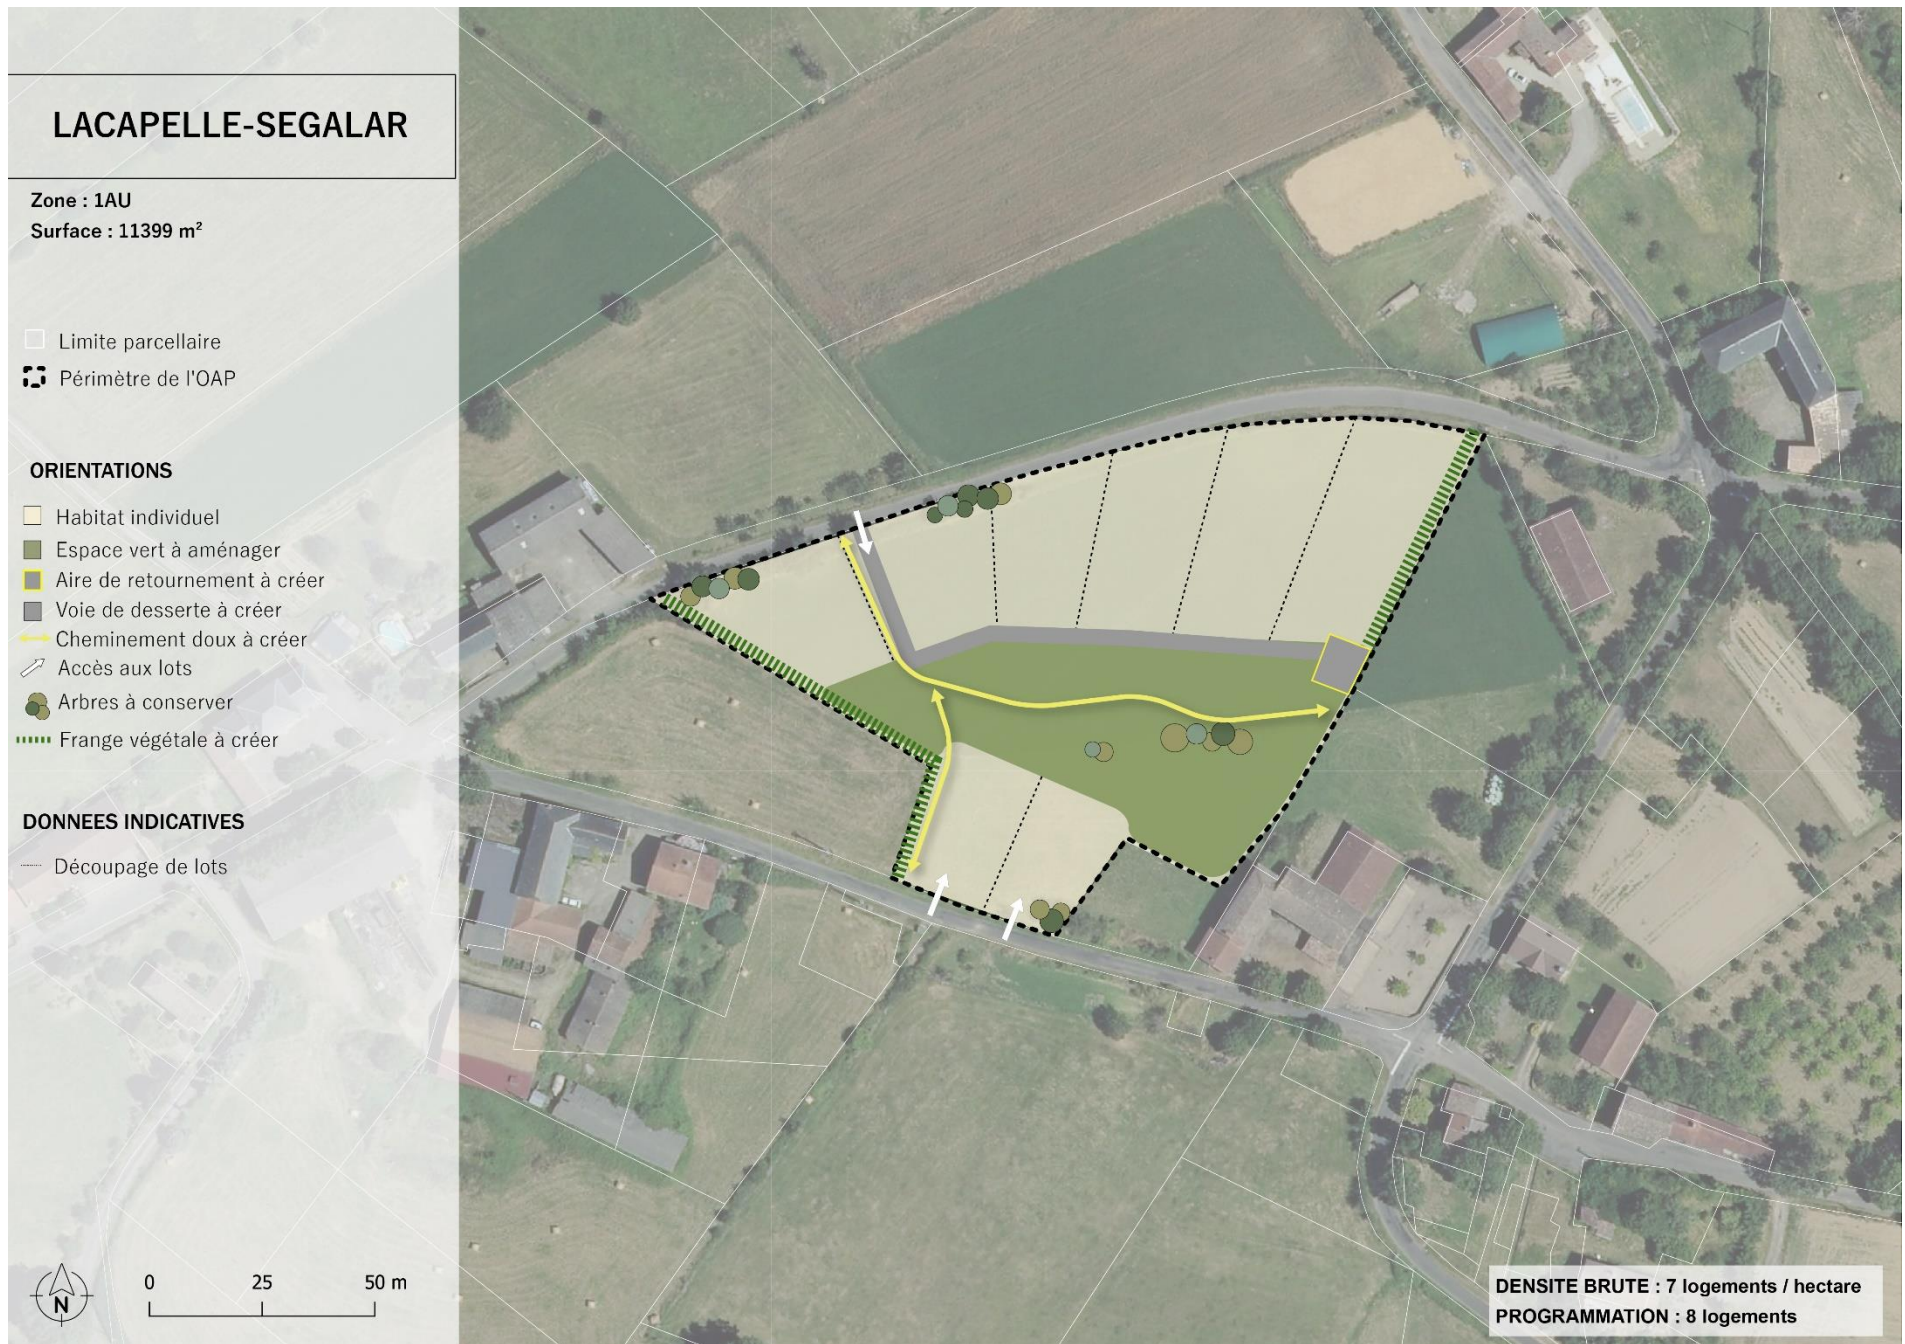 LACAPELLE-SEGALAR
Zone : 1AU
Surface : 11399 m²
Limite parcellaire
Périmètre de l'OAP
ORIENTATIONS
Habitat individuel
Espace vert à aménager
Aire de retournement à créer
Voie de desserte à créer
Cheminement doux à créer
Accès aux lots
Arbres à conserver
Frange végétale à créer
DONNEES INDICATIVES
Découpage de lots
N
0 25 50 m
DENSITE BRUTE : 7 logements / hectare
PROGRAMMATION : 8 logements